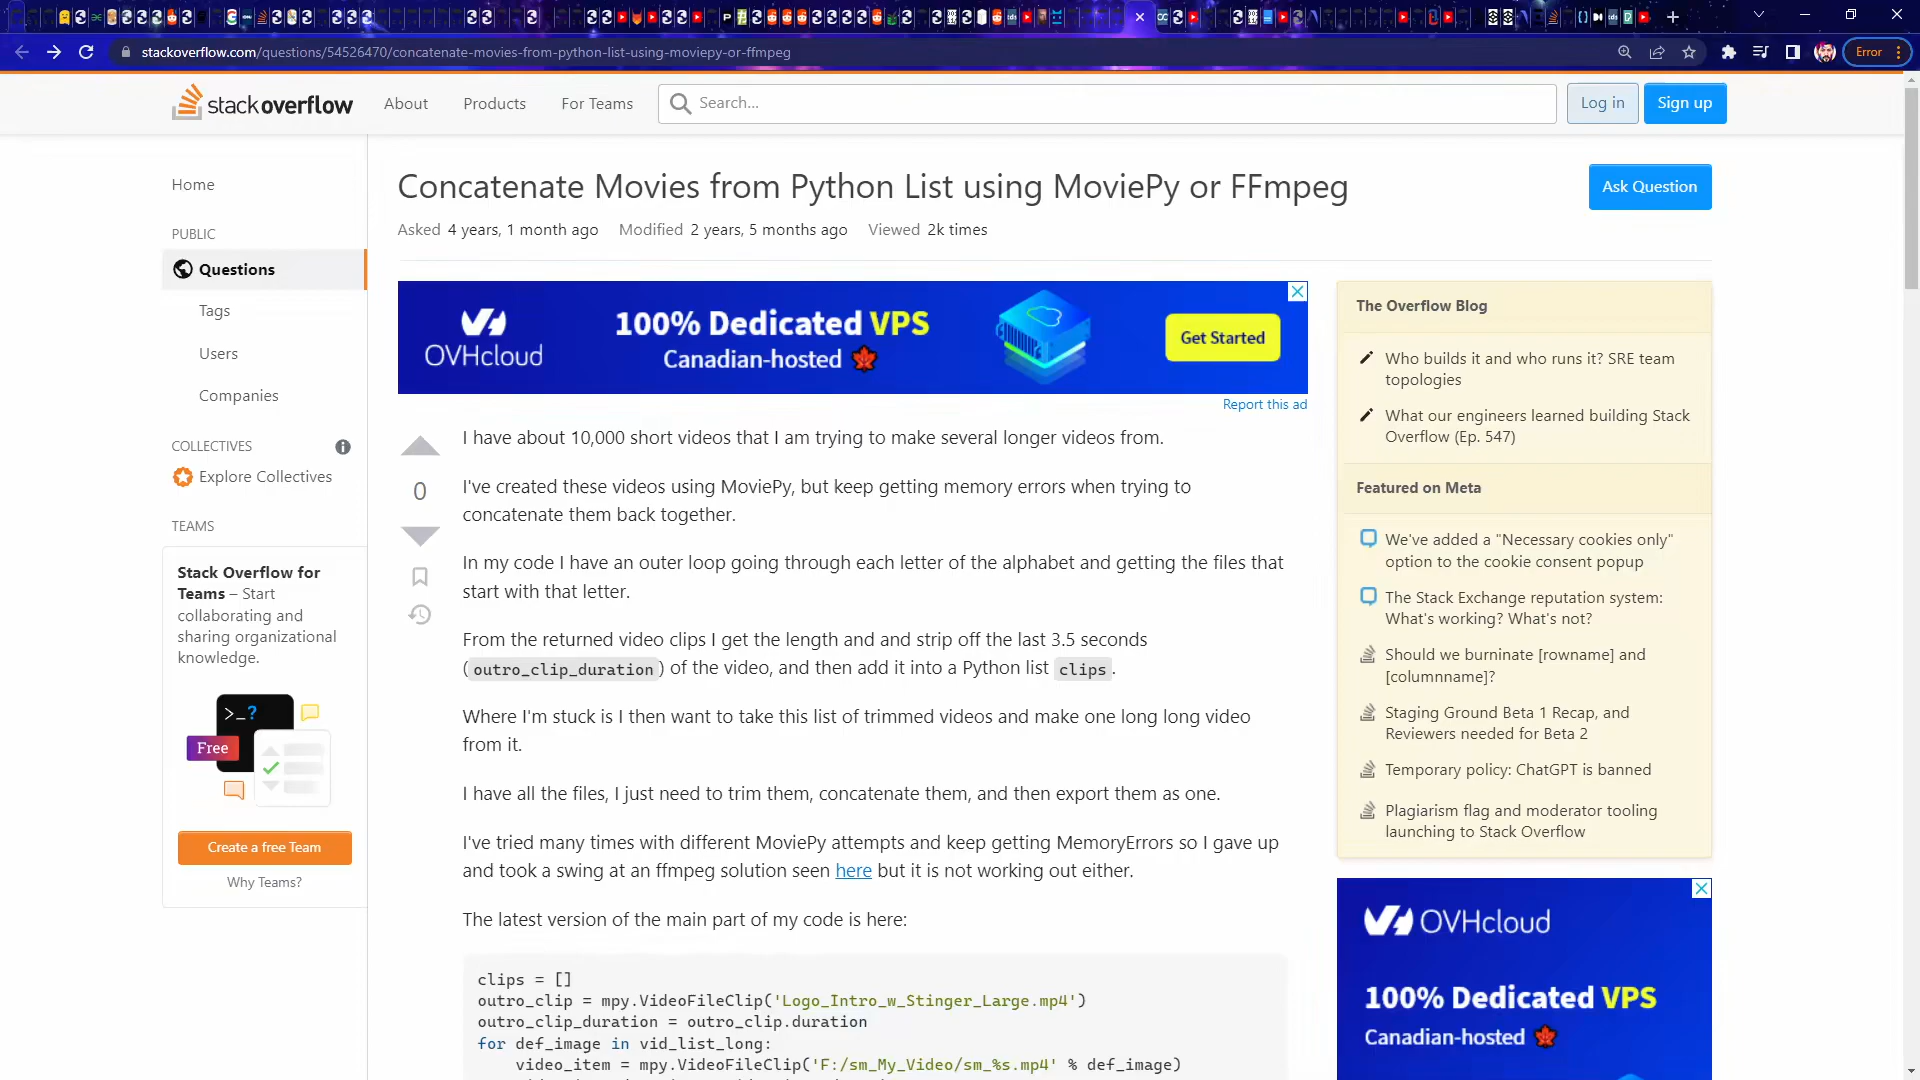 stackoverflow.com/questions/54526470/concatenate-movies-from-python-list-using-moviepy-or-ffmpeg
Error
stackoverflow
About
Products
For Teams
Search...
Log in
Sign up
Home
PUBLIC
Questions
Tags
Users
Companies
COLLECTIVES
Explore Collectives
TEAMS
Stack Overflow for
Teams – Start
collaborating and
sharing organizational
knowledge.
>_?
Free
Create a free Team
Why Teams?
Concatenate Movies from Python List using MoviePy or FFmpeg
Ask Question
Asked 4 years, 1 month ago Modified 2 years, 5 months ago Viewed 2k times
OVHcloud
100% Dedicated VPS
Canadian-hosted
Get Started
Report this ad
0
I have about 10,000 short videos that I am trying to make several longer videos from.
I've created these videos using MoviePy, but keep getting memory errors when trying to
concatenate them back together.
In my code I have an outer loop going through each letter of the alphabet and getting the files that
start with that letter.
From the returned video clips I get the length and and strip off the last 3.5 seconds
(outro_clip_duration) of the video, and then add it into a Python list clips.
Where I'm stuck is I then want to take this list of trimmed videos and make one long long video
from it.
I have all the files, I just need to trim them, concatenate them, and then export them as one.
I've tried many times with different MoviePy attempts and keep getting MemoryErrors so I gave up
and took a swing at an ffmpeg solution seen here but it is not working out either.
The latest version of the main part of my code is here:
clips = []
outro_clip = mpy.VideoFileClip('Logo_Intro_w_Stinger_Large.mp4')
outro_clip_duration = outro_clip.duration
for def_image in vid_list_long:
video_item = mpy.VideoFileClip('F:/sm_My_Video/sm_%s.mp4' % def_image)
The Overflow Blog
Who builds it and who runs it? SRE team
topologies
What our engineers learned building Stack
Overflow (Ep. 547)
Featured on Meta
We've added a "Necessary cookies only"
option to the cookie consent popup
The Stack Exchange reputation system:
What's working? What's not?
Should we burninate [rowname] and
[columnname]?
Staging Ground Beta 1 Recap, and
Reviewers needed for Beta 2
Temporary policy: ChatGPT is banned
Plagiarism flag and moderator tooling
launching to Stack Overflow
OVHcloud
100% Dedicated VPS
Canadian-hosted